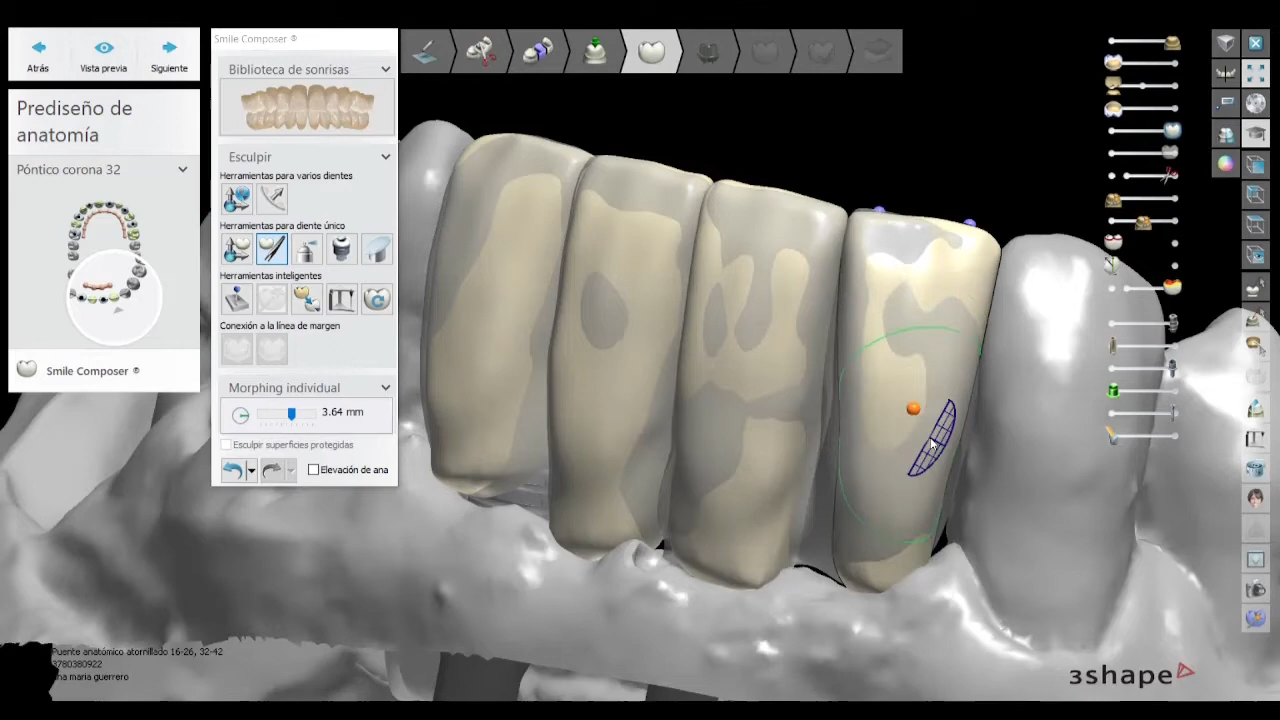 Atrás
Vista previa
Siguiente
Prediseño de
anatomía
Póntico corona 32
Smile Composer ®
Smile Composer ®
Biblioteca de sonrisas
Esculpir
Herramientas para varios dientes
Herramientas para diente único
Herramientas inteligentes
Conexión a la línea de margen
Morphing individual
3.64 mm
Esculpir superficies protegidas
Elevación de ana
Puente anatómico atornillado 16-26, 32-42
3780380922
ana maria guerrero
3shape